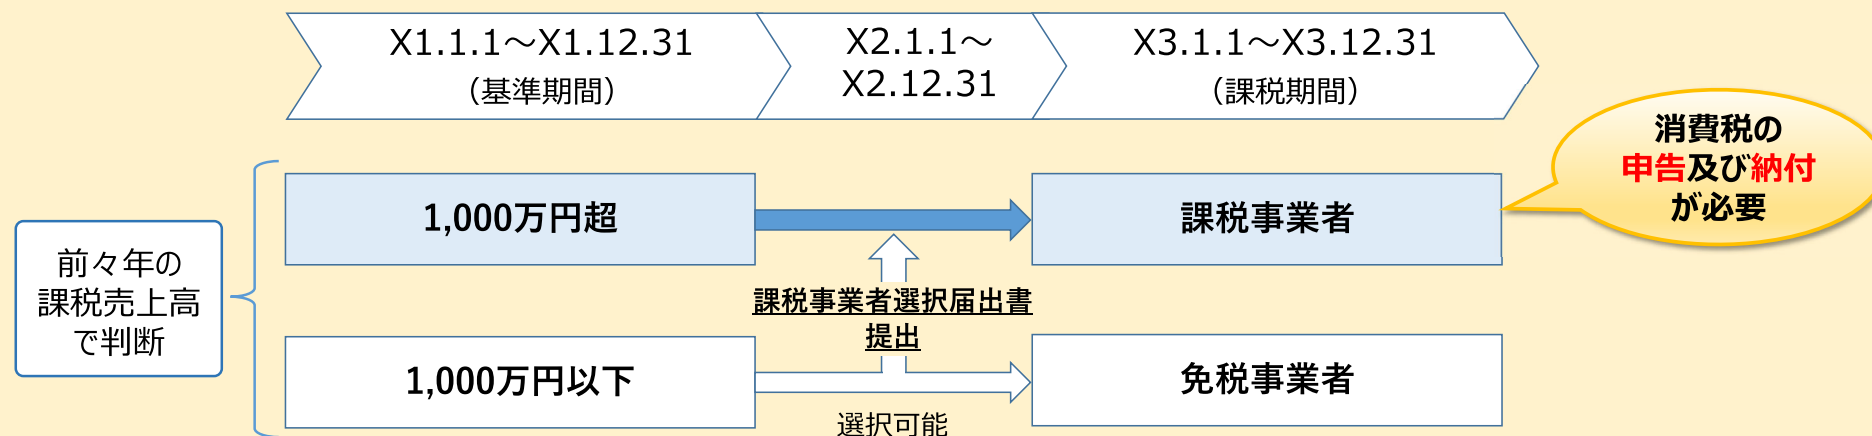 X1.1.1～X1.12.31
（基準期間）
X2.1.1～
X2.12.31
X3.1.1～X3.12.31
（課税期間）
消費税の
申告及び納付
が必要
前々年の
課税売上高
で判断
1,000万円超
課税事業者
課税事業者選択届出書
提出
1,000万円以下
免税事業者
選択可能